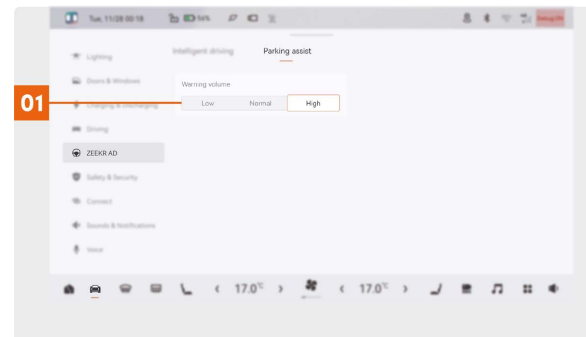 Tue, 11/28 00:18 56%
Intelligent driving Parking assist
Lighting
Doors & Windows
Warning volume
Low Normal High
01
Charging & Discharging
Driving
ZEEKR AD
Safety & Security
Connect
Sounds & Notifications
Voice
17.0°C 17.0°C